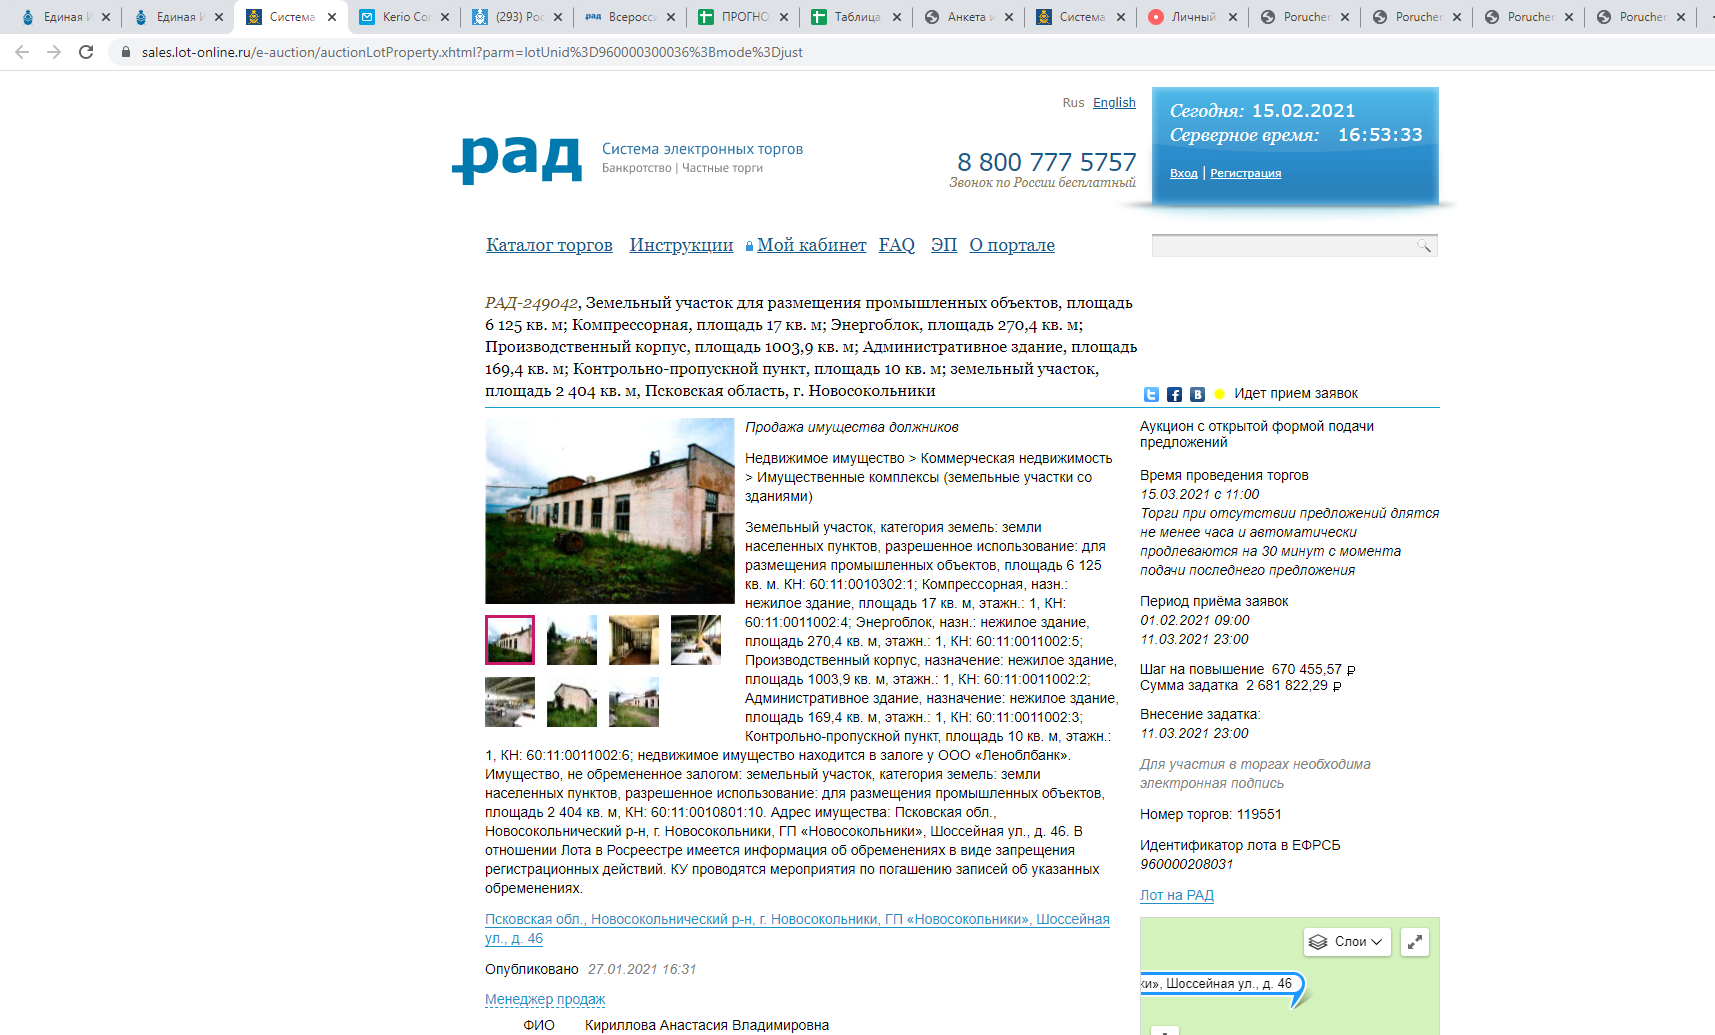 Единая И
Единая И
Система
Kerio Con
(293) Рос
Всеросси
ПРОГНО
Таблица
Анкета и
Система
Личный
Porucher
Porucher
Porucher
Porucher
sales.lot-online.ru/e-auction/auctionLotProperty.xhtml?parm=lotUnid%3D960000300036%3Bmode%3Djust
Rus English
Сегодня: 15.02.2021
Серверное время: 16:53:33
Вход | Регистрация
рад
Система электронных торгов
Банкротство | Частные торги
8 800 777 5757
Звонок по России бесплатный
Каталог торгов Инструкции Мой кабинет FAQ ЭП О портале
РАД-249042, Земельный участок для размещения промышленных объектов, площадь
6 125 кв. м; Компрессорная, площадь 17 кв. м; Энергоблок, площадь 270,4 кв. м;
Производственный корпус, площадь 1003,9 кв. м; Административное здание, площадь
169,4 кв. м; Контрольно-пропускной пункт, площадь 10 кв. м; земельный участок,
площадь 2 404 кв. м, Псковская область, г. Новосокольники
Идет прием заявок
Продажа имущества должников
Недвижимое имущество > Коммерческая недвижимость
> Имущественные комплексы (земельные участки со
зданиями)
Земельный участок, категория земель: земли
населенных пунктов, разрешенное использование: для
размещения промышленных объектов, площадь 6 125
кв. м. КН: 60:11:0010302:1; Компрессорная, назн.:
нежилое здание, площадь 17 кв. м, этажн.: 1, КН:
60:11:0011002:4; Энергоблок, назн.: нежилое здание,
площадь 270,4 кв. м, этажн.: 1, КН: 60:11:0011002:5;
Производственный корпус, назначение: нежилое здание,
площадь 1003,9 кв. м, этажн.: 1, КН: 60:11:0011002:2;
Административное здание, назначение: нежилое здание,
площадь 169,4 кв. м, этажн.: 1, КН: 60:11:0011002:3;
Контрольно-пропускной пункт, площадь 10 кв. м, этажн.:
1, КН: 60:11:0011002:6; недвижимое имущество находится в залоге у ООО «Леноблбанк».
Имущество, не обремененное залогом: земельный участок, категория земель: земли
населенных пунктов, разрешенное использование: для размещения промышленных объектов,
площадь 2 404 кв. м, КН: 60:11:0010801:10. Адрес имущества: Псковская обл.,
Новосокольнический р-н, г. Новосокольники, ГП «Новосокольники», Шоссейная ул., д. 46. В
отношении Лота в Росреестре имеется информация об обременениях в виде запрещения
регистрационных действий. КУ проводятся мероприятия по погашению записей об указанных
обременениях.
Псковская обл., Новосокольнический р-н, г. Новосокольники, ГП «Новосокольники», Шоссейная
ул., д. 46
Опубликовано 27.01.2021 16:31
Менеджер продаж
ФИО Кириллова Анастасия Владимировна
Аукцион с открытой формой подачи
предложений
Время проведения торгов
15.03.2021 с 11:00
Торги при отсутствии предложений длятся
не менее часа и автоматически
продлеваются на 30 минут с момента
подачи последнего предложения
Период приёма заявок
01.02.2021 09:00
11.03.2021 23:00
Шаг на повышение 670 455,57 ₽
Сумма задатка 2 681 822,29 ₽
Внесение задатка:
11.03.2021 23:00
Для участия в торгах необходима
электронная подпись
Номер торгов: 119551
Идентификатор лота в ЕФРСБ
960000208031
Лот на РАД
Слои
ки», Шоссейная ул., д. 46